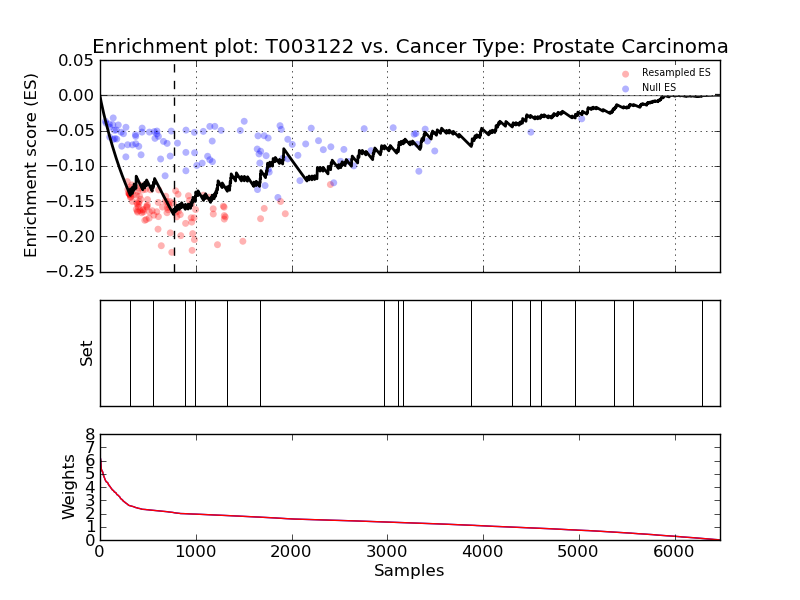 Enrichment plot: T003122 vs. Cancer Type: Prostate Carcinoma
Enrichment score (ES)
0.05
0.00
−0.05
−0.10
−0.15
−0.20
−0.25
Resampled ES
Null ES
Set
Weights
8
7
6
5
4
3
2
1
0
0 1000 2000 3000 4000 5000 6000
Samples